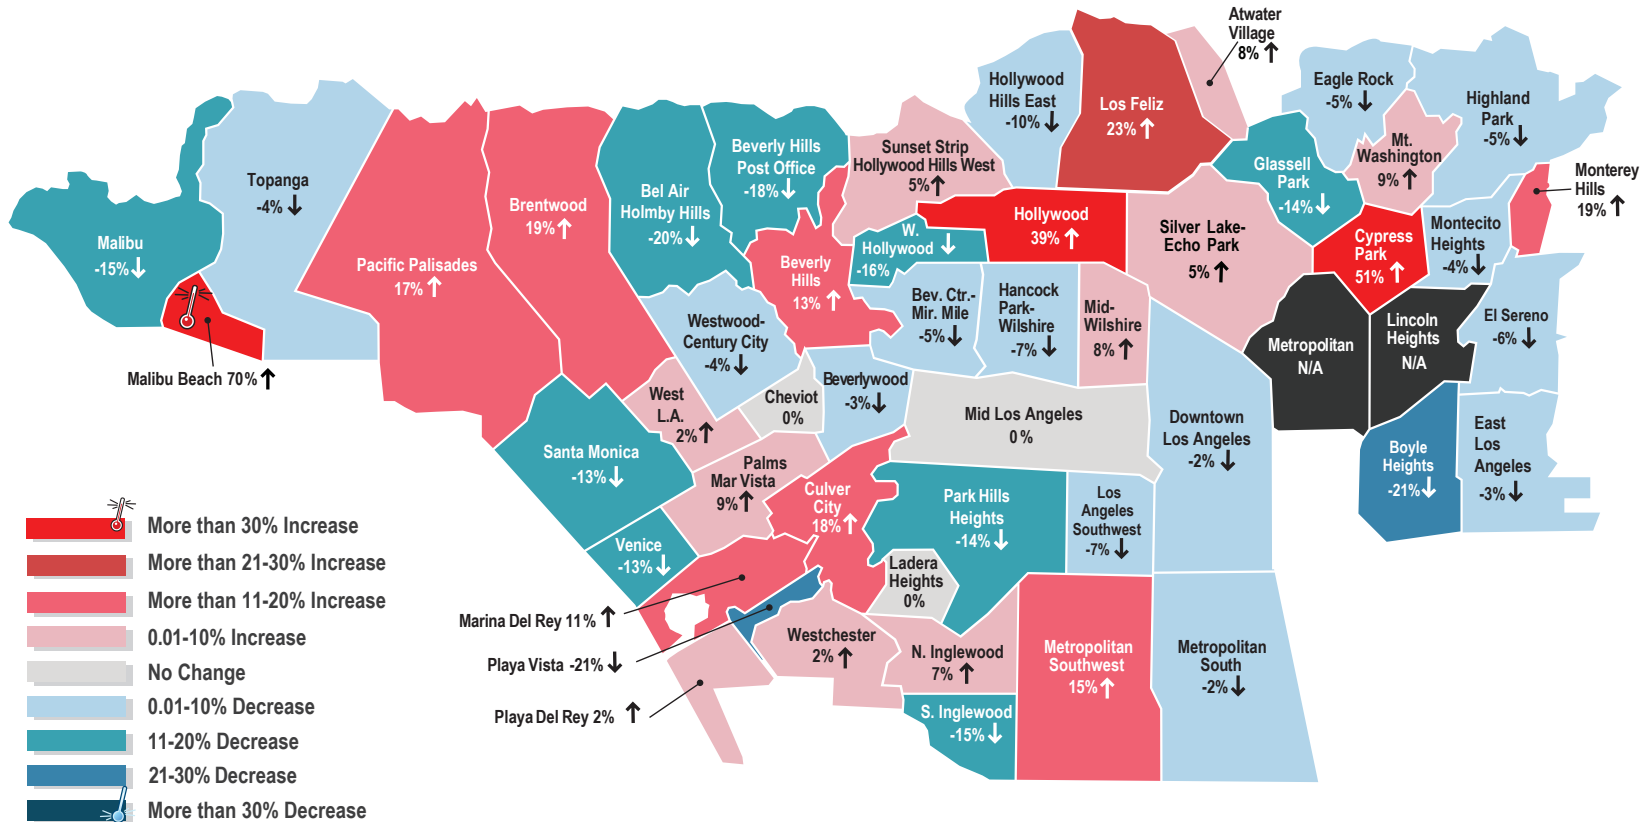 Atwater
Village
8%
Hollywood
Hills East
-10%
Los Feliz
23%
Eagle Rock
-5%
Highland
Park
-5%
Mt.
Washington
9%
Monterey
Hills
19%
Glassell
Park
-14%
Sunset Strip
Hollywood Hills West
5%
Beverly Hills
Post Office
-18%
Bel Air
Holmby Hills
-20%
Brentwood
19%
Topanga
-4%
Malibu
-15%
Pacific Palisades
17%
Malibu Beach 70%
Beverly
Hills
13%
W.
Hollywood
-16%
Hollywood
39%
Silver Lake-
Echo Park
5%
Cypress
Park
51%
Montecito
Heights
-4%
Westwood-
Century City
-4%
Bev. Ctr.-
Mir. Mile
-5%
Hancock
Park-
Wilshire
-7%
Mid-
Wilshire
8%
Metropolitan
N/A
Lincoln
Heights
N/A
El Sereno
-6%
West
L.A.
2%
Cheviot
0%
Beverlywood
-3%
Mid Los Angeles
0%
Downtown
Los Angeles
-2%
Boyle
Heights
-21%
East
Los
Angeles
-3%
Santa Monica
-13%
Palms
Mar Vista
9%
Culver
City
18%
Park Hills
Heights
-14%
Los
Angeles
Southwest
-7%
Venice
-13%
Ladera
Heights
0%
Marina Del Rey 11%
Playa Vista -21%
Playa Del Rey 2%
Westchester
2%
N. Inglewood
7%
Metropolitan
Southwest
15%
Metropolitan
South
-2%
S. Inglewood
-15%
More than 30% Increase
More than 21-30% Increase
More than 11-20% Increase
0.01-10% Increase
No Change
0.01-10% Decrease
11-20% Decrease
21-30% Decrease
More than 30% Decrease